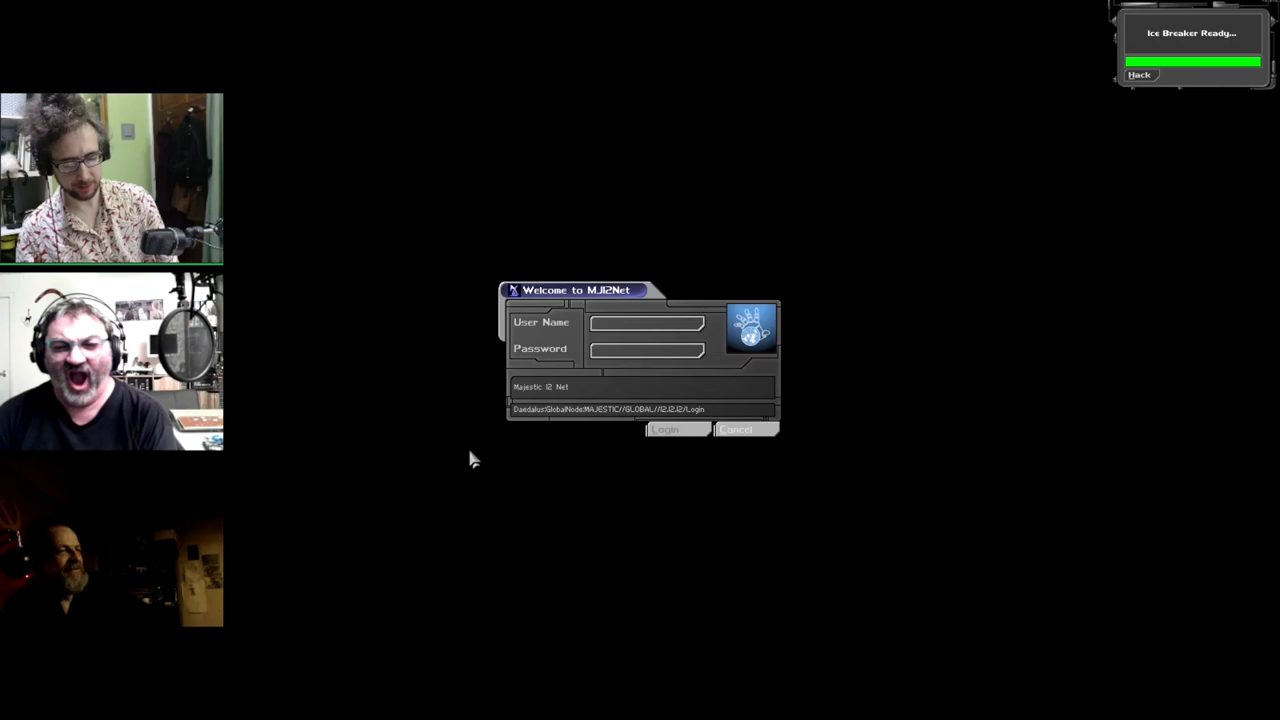 Ice Breaker Ready...
Hack
Welcome to MJ12Net
User Name
Password
Majestic 12 Net
Daedalus:GlobalNode:MAJESTIC//GLOBAL//12.12.12/Login
Login
Cancel